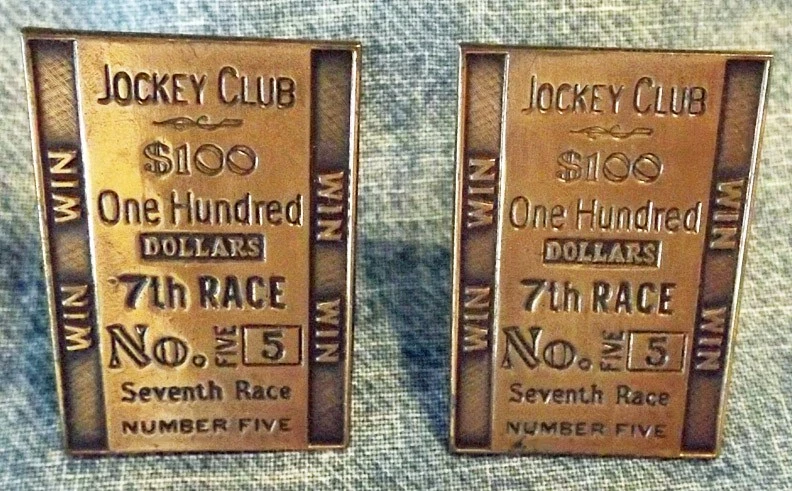 JOCKEY CLUB
$100
One Hundred
DOLLARS
7th RACE
No. FIVE 5
Seventh Race
NUMBER FIVE
WIN
WIN
WIN
WIN
JOCKEY CLUB
$100
One Hundred
DOLLARS
7th RACE
No. FIVE 5
Seventh Race
NUMBER FIVE
WIN
WIN
WIN
WIN